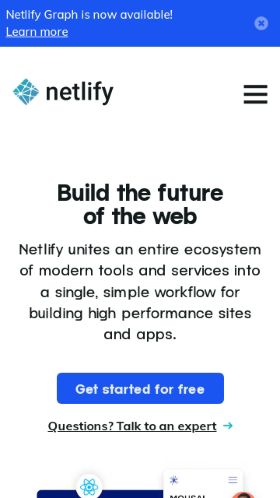 Netlify Graph is now available!
Learn more
netlify
Build the future
of the web
Netlify unites an entire ecosystem
of modern tools and services into
a single, simple workflow for
building high performance sites
and apps.
Get started for free
Questions? Talk to an expert